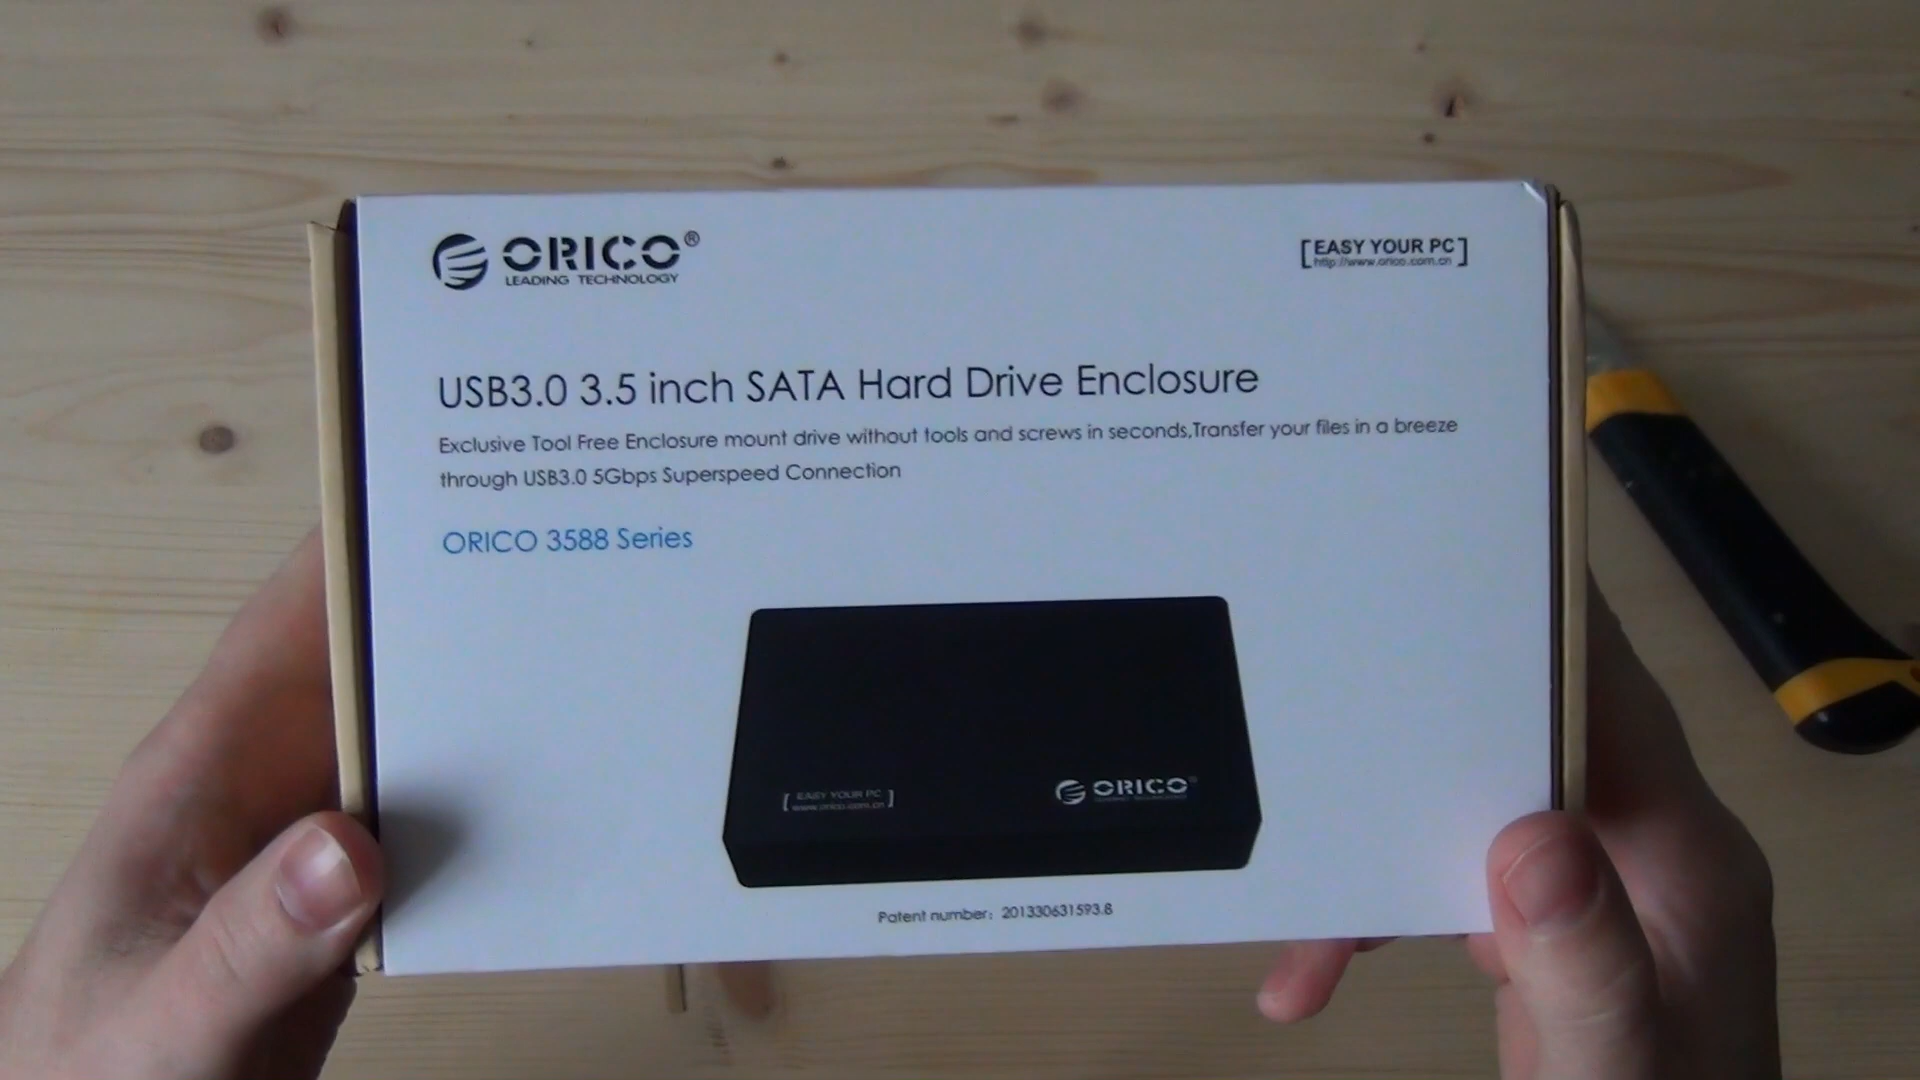 ORICO®
LEADING TECHNOLOGY
[EASY YOUR PC]
http://www.orico.com.cn
USB3.0 3.5 inch SATA Hard Drive Enclosure
Exclusive Tool Free Enclosure mount drive without tools and screws in seconds,Transfer your files in a breeze
through USB3.0 5Gbps Superspeed Connection
ORICO 3588 Series
[EASY YOUR PC]
www.orico.com.cn
ORICO
LEADING TECHNOLOGY
Patent number: 201330631593.8